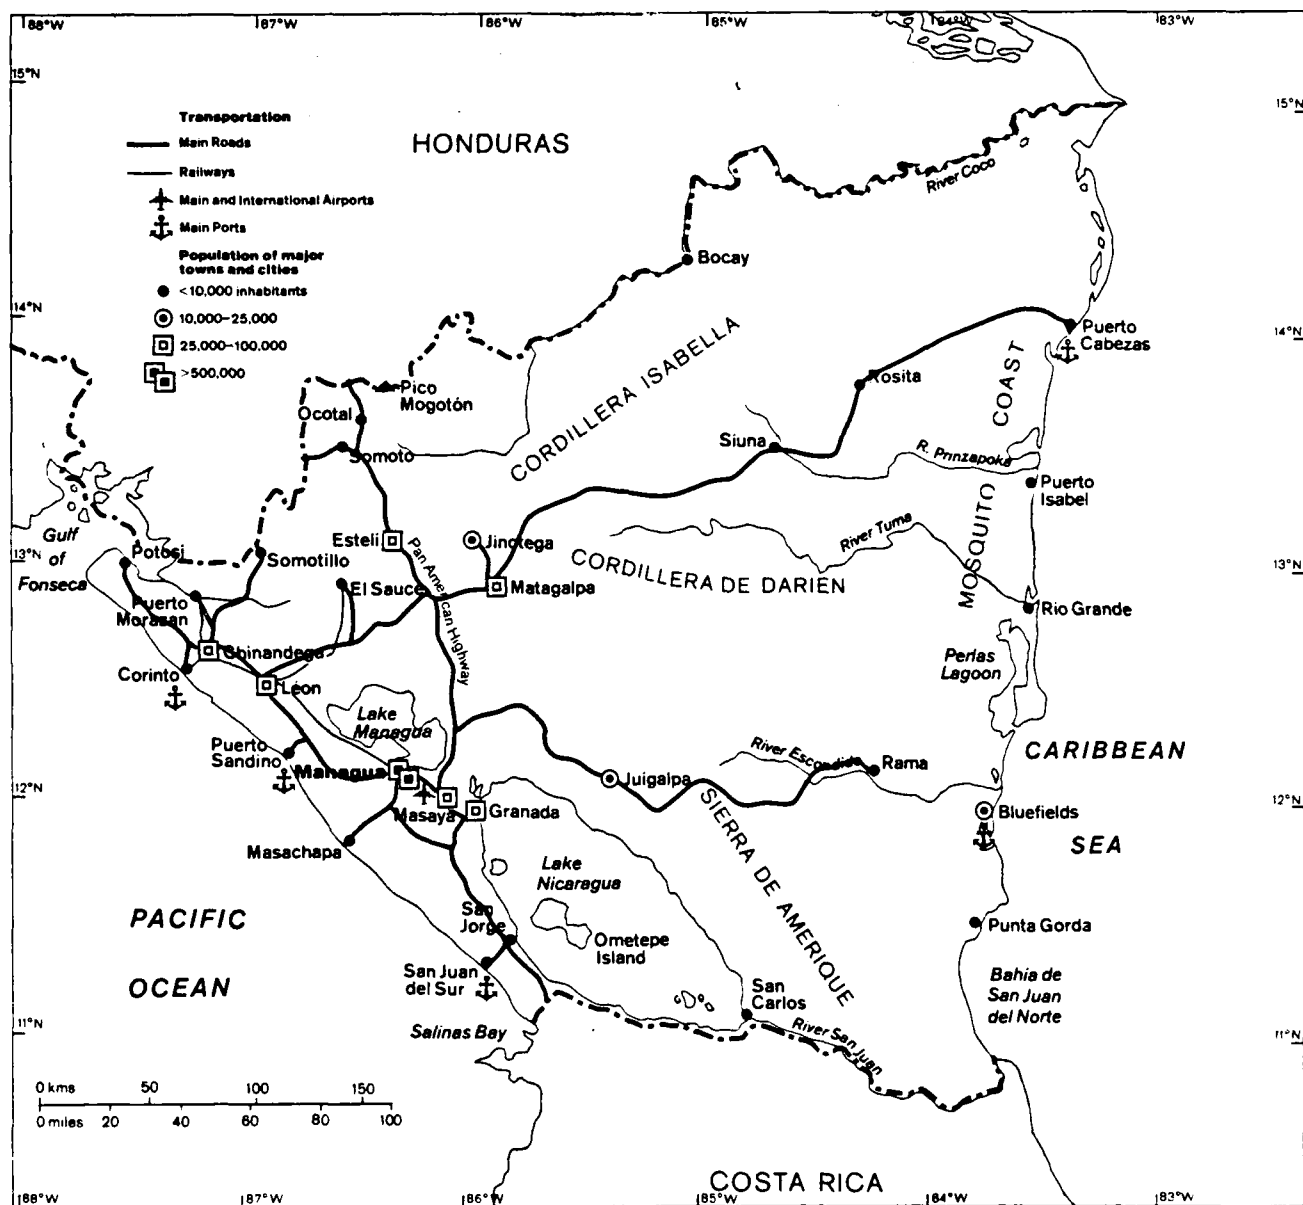 88°W
87°W
86°W
85°W
84°W
83°W
15°N
15°N
Transportation
Main Roads
Railways
Main and International Airports
Main Ports
Population of major
towns and cities
<10,000 inhabitants
10,000–25,000
25,000–100,000
>500,000
HONDURAS
River Coco
Bocay
14°N
14°N
Puerto
Cabezas
CORDILLERA ISABELLA
COAST
Rosita
Pico
Mogotón
Ocotal
Somoto
Siuna
R. Prinzapoka
Puerto
Isabel
MOSQUITO
Gulf
of
Fonseca
13°N
13°N
Potosi
Somotillo
Esteli
Pan American Highway
Jinotega
River Tuma
CORDILLERA DE DARIEN
El Sauce
Matagalpa
Puerto
Morasan
Rio Grande
Chinandega
Corinto
León
Perlas
Lagoon
Lake
Managua
Puerto
Sandino
Managua
River Escondido
Rama
CARIBBEAN
SEA
Juigalpa
12°N
12°N
Masaya
Granada
Bluefields
Masachapa
SIERRA DE AMERIQUE
Lake
Nicaragua
PACIFIC
OCEAN
San
Jorge
Ometepe
Island
Punta Gorda
San Juan
del Sur
San
Carlos
Bahia de
San Juan
del Norte
11°N
11°N
Salinas Bay
River San Juan
0 kms 50 100 150
0 miles 20 40 60 80 100
COSTA RICA
88°W
87°W
86°W
85°W
84°W
83°W